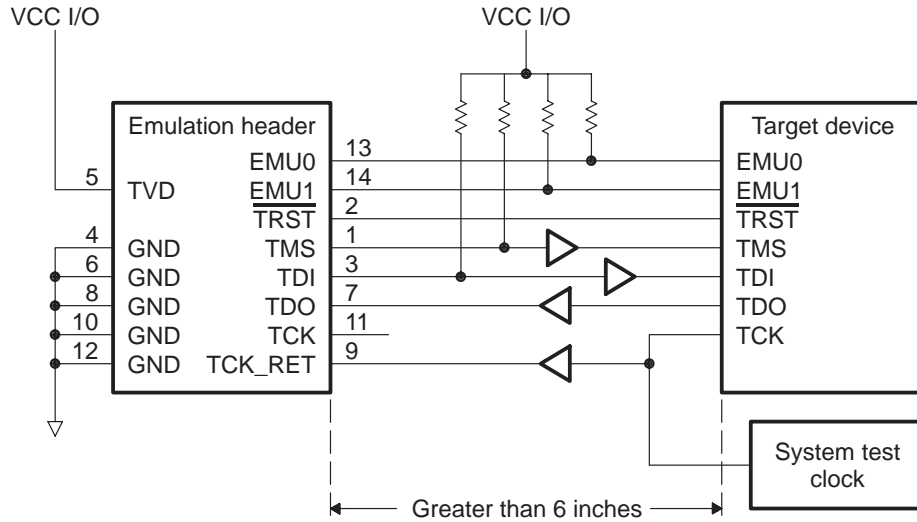 VCC I/O
VCC I/O
Emulation header
Target device
EMU0
13
EMU0
5
TVD
EMU1
14
EMU1
TRST
2
TRST
4
GND
TMS
1
TMS
6
GND
TDI
3
TDI
8
GND
TDO
7
TDO
10
GND
TCK
11
TCK
12
GND
TCK_RET
9
System test
clock
Greater than 6 inches